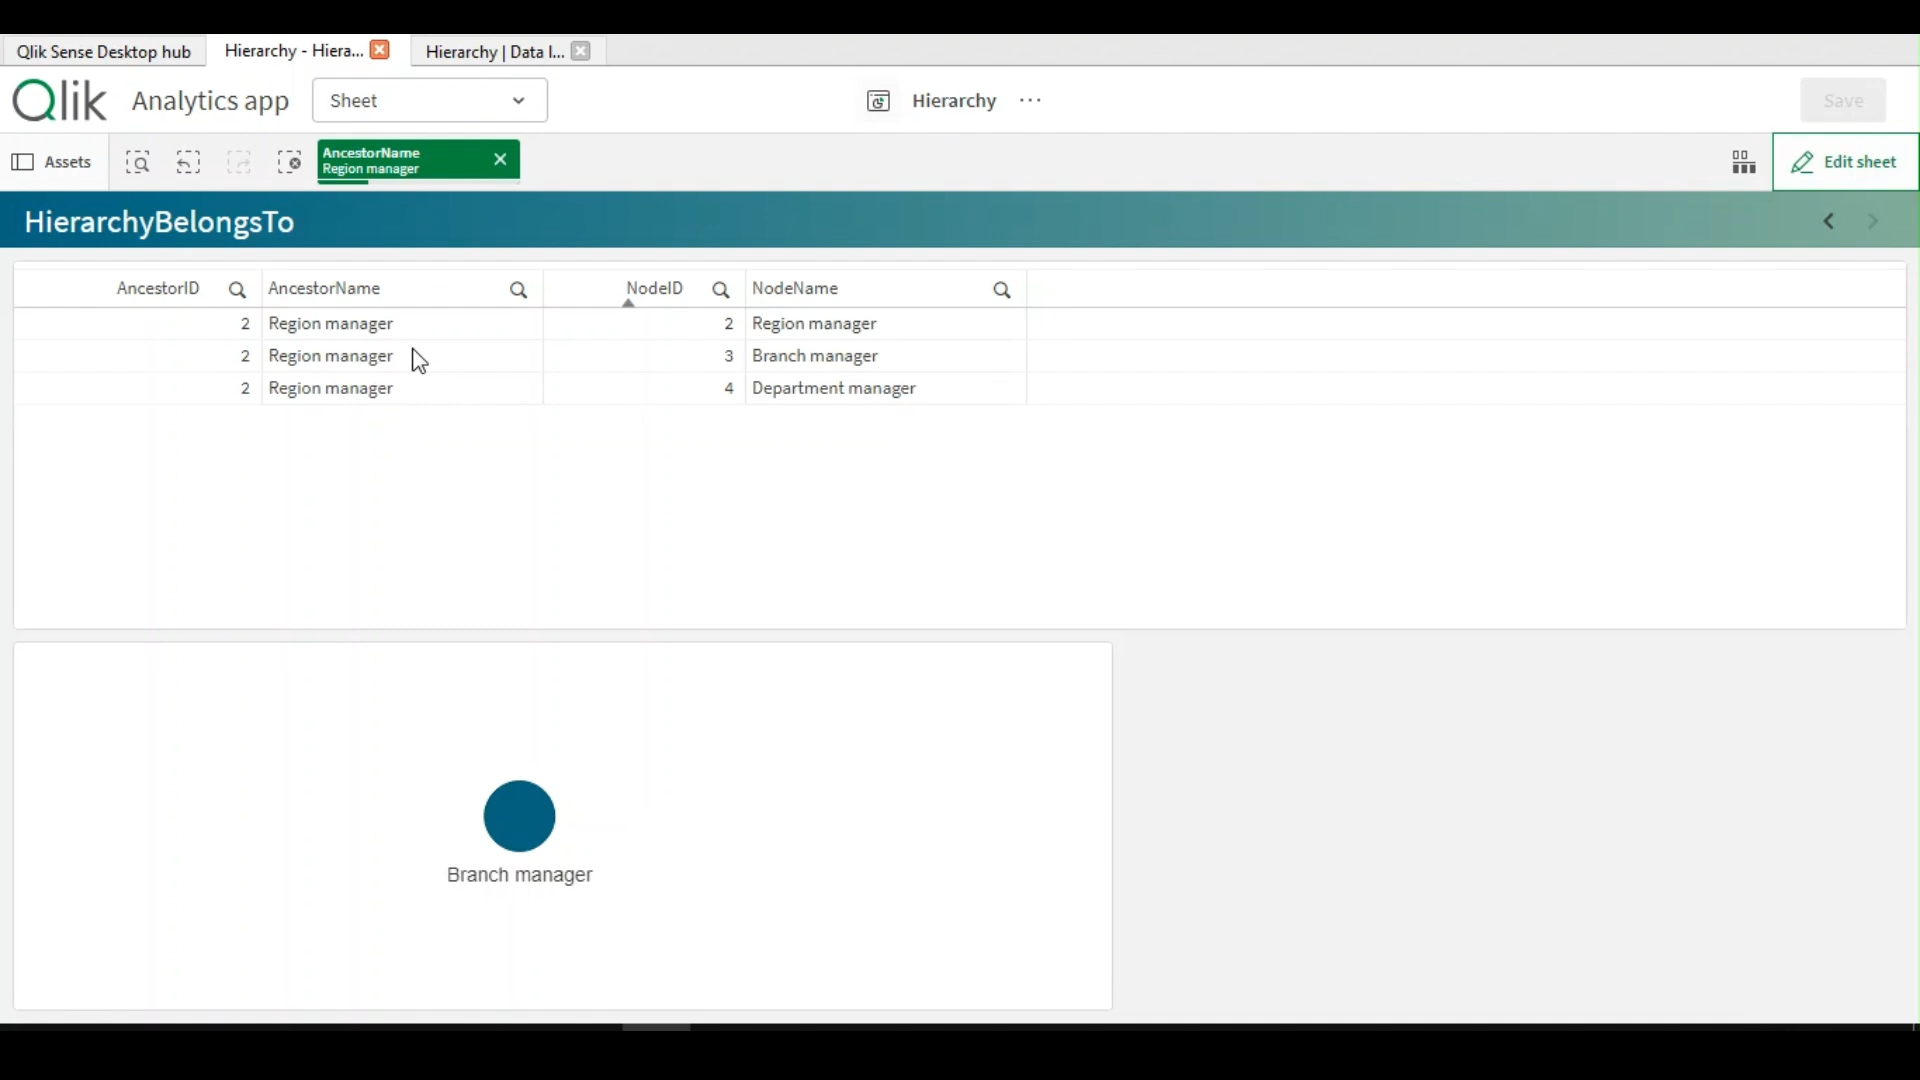 Qlik Sense Desktop hub
Hierarchy - Hiera...
Hierarchy | Data l...
Qlik
Analytics app
Sheet
Hierarchy
Save
Assets
AncestorName
Region manager
Edit sheet
HierarchyBelongsTo
AncestorID AncestorName NodeID NodeName
2 Region manager 2 Region manager
2 Region manager 3 Branch manager
2 Region manager 4 Department manager
Branch manager